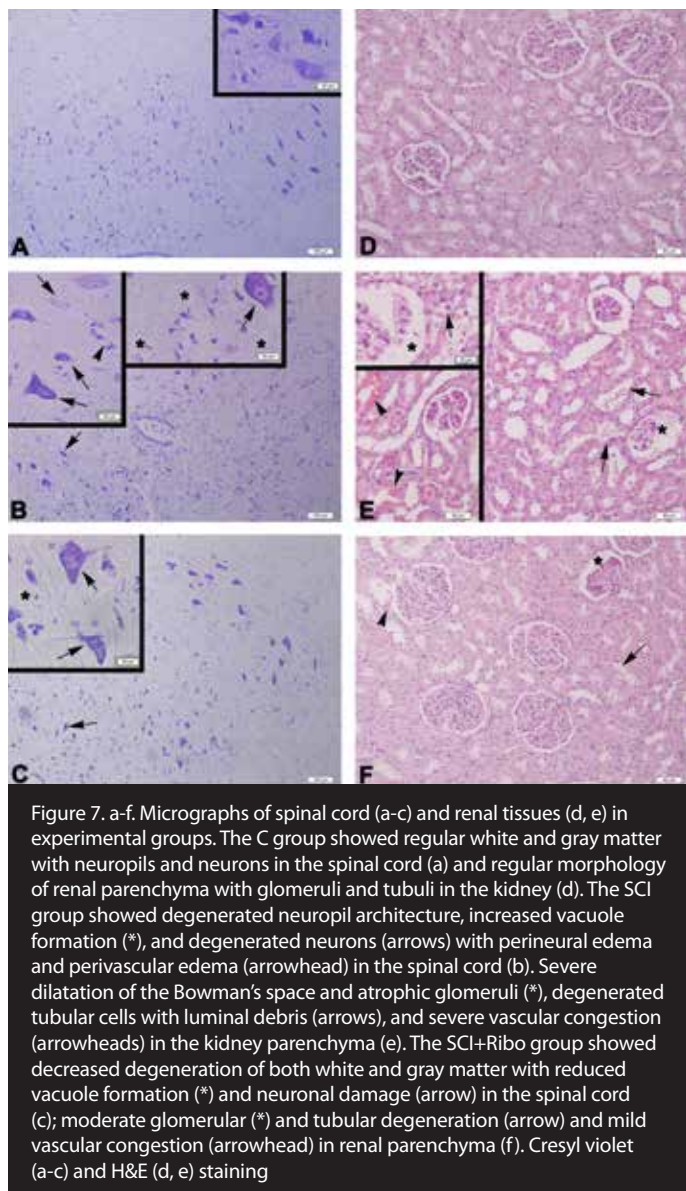 A
D
B
E
C
F
Figure 7. a-f. Micrographs of spinal cord (a-c) and renal tissues (d, e) in
experimental groups. The C group showed regular white and gray matter
with neuropils and neurons in the spinal cord (a) and regular morphology
of renal parenchyma with glomeruli and tubuli in the kidney (d). The SCI
group showed degenerated neuropil architecture, increased vacuole
formation (*), and degenerated neurons (arrows) with perineural edema
and perivascular edema (arrowhead) in the spinal cord (b). Severe
dilatation of the Bowman's space and atrophic glomeruli (*), degenerated
tubular cells with luminal debris (arrows), and severe vascular congestion
(arrowheads) in the kidney parenchyma (e). The SCI+Ribo group showed
decreased degeneration of both white and gray matter with reduced
vacuole formation (*) and neuronal damage (arrow) in the spinal cord
(c); moderate glomerular (*) and tubular degeneration (arrow) and mild
vascular congestion (arrowhead) in renal parenchyma (f). Cresyl violet
(a-c) and H&E (d, e) staining